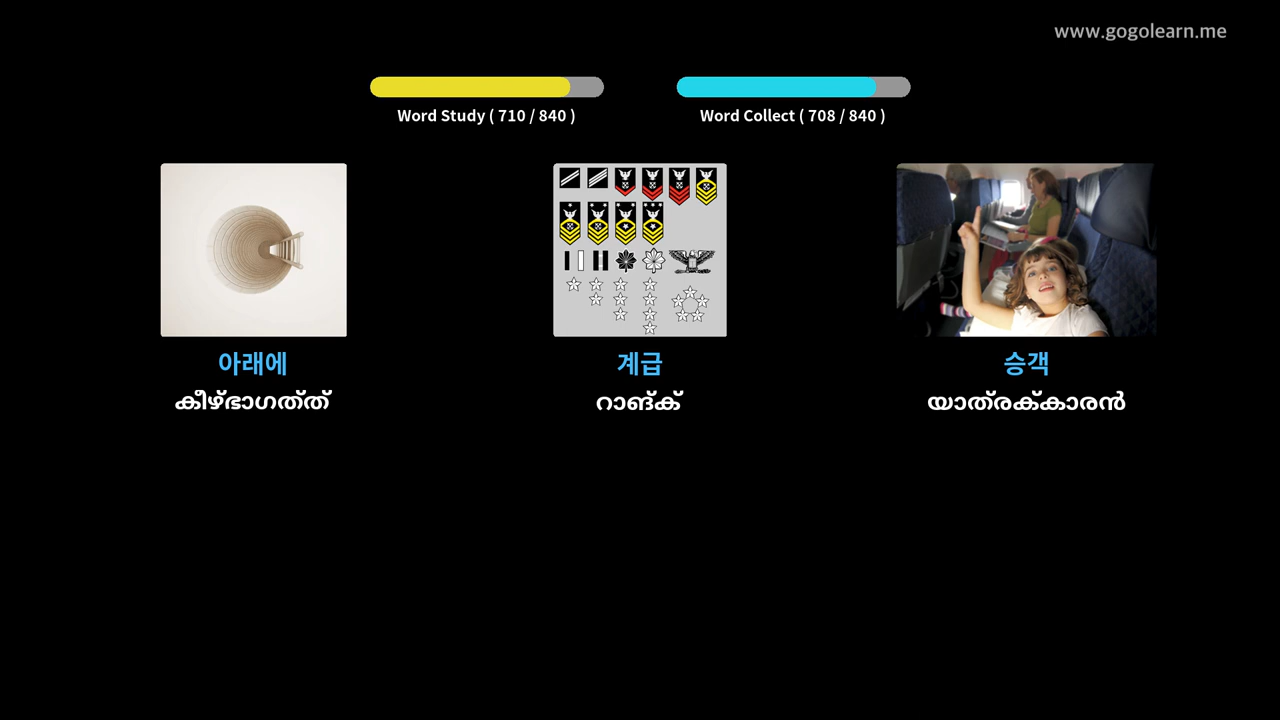 www.gogolearn.me
Word Study ( 710 / 840 )
Word Collect ( 708 / 840 )
아래에
계급
승객
കീഴ്ഭാഗത്ത്
റാങ്ക്
യാത്രക്കാരൻ